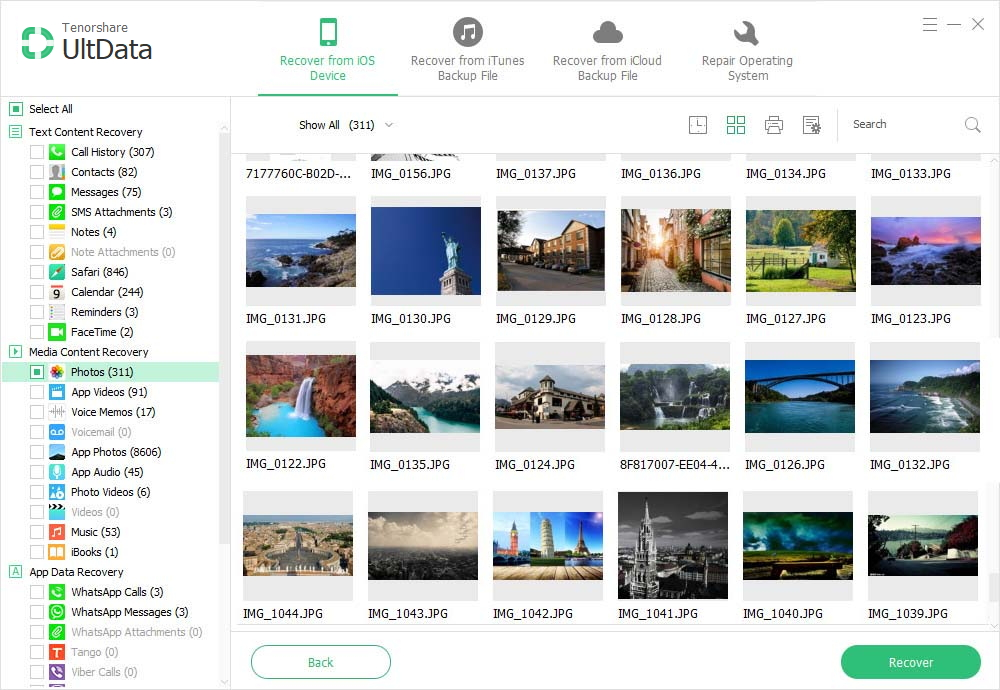 Tenorshare
UltData
Recover from iOS
Device
Recover from iTunes
Backup File
Recover from iCloud
Backup File
Repair Operating
System
Select All
Text Content Recovery
Call History (307)
Contacts (82)
Messages (75)
SMS Attachments (3)
Notes (4)
Note Attachments (0)
Safari (846)
9
Calendar (244)
Reminders (3)
FaceTime (2)
Media Content Recovery
Photos (311)
App Videos (91)
Voice Memos (17)
Voicemail (0)
App Photos (8606)
App Audio (45)
Photo Videos (6)
Videos (0)
Music (53)
iBooks (1)
A
App Data Recovery
WhatsApp Calls (3)
WhatsApp Messages (3)
WhatsApp Attachments (0)
T
Tango (0)
Viber Calls (0)
Show All (311)
Search
7177760C-B02D-...
IMG_0156.JPG
IMG_0137.JPG
IMG_0136.JPG
IMG_0134.JPG
IMG_0133.JPG
IMG_0131.JPG
IMG_0130.JPG
IMG_0129.JPG
IMG_0128.JPG
IMG_0127.JPG
IMG_0123.JPG
IMG_0122.JPG
IMG_0135.JPG
IMG_0124.JPG
8F817007-EE04-4...
IMG_0126.JPG
IMG_0132.JPG
IMG_1044.JPG
IMG_1043.JPG
IMG_1042.JPG
IMG_1041.JPG
IMG_1040.JPG
IMG_1039.JPG
Back
Recover